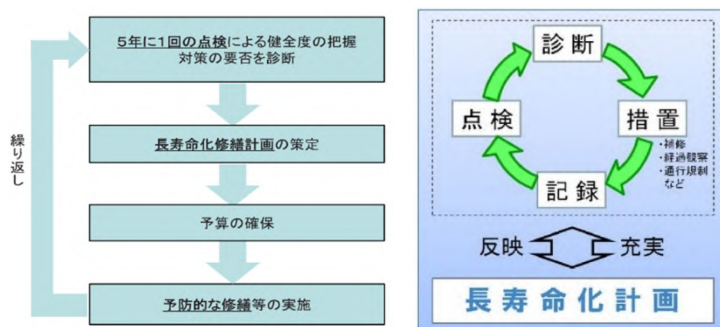 5年に1回の点検による健全度の把握
対策の要否を診断
長寿命化修繕計画の策定
予算の確保
予防的な修繕等の実施
繰り返し
診断
点検
措置
・補修
・経過観察
・通行規制
など
記録
反映
充実
長寿命化計画